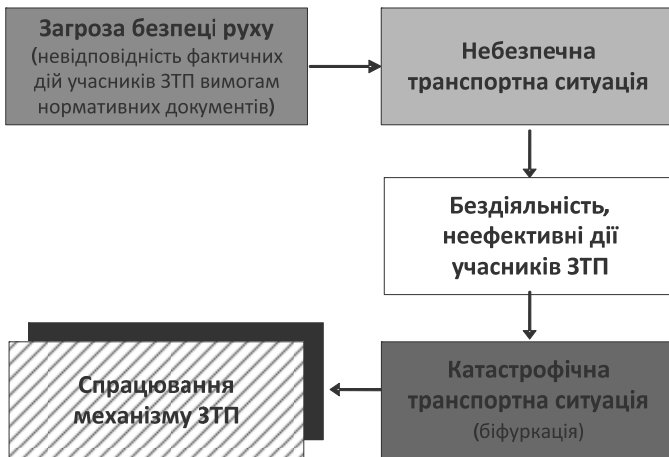 Загроза безпеці руху
(невідповідність фактичних
дій учасників ЗТП вимогам
нормативних документів)
Небезпечна
транспортна ситуація
Бездіяльність,
неефективні дії
учасників ЗТП
Катастрофічна
транспортна ситуація
(біфуркація)
Спрацювання
механізму ЗТП